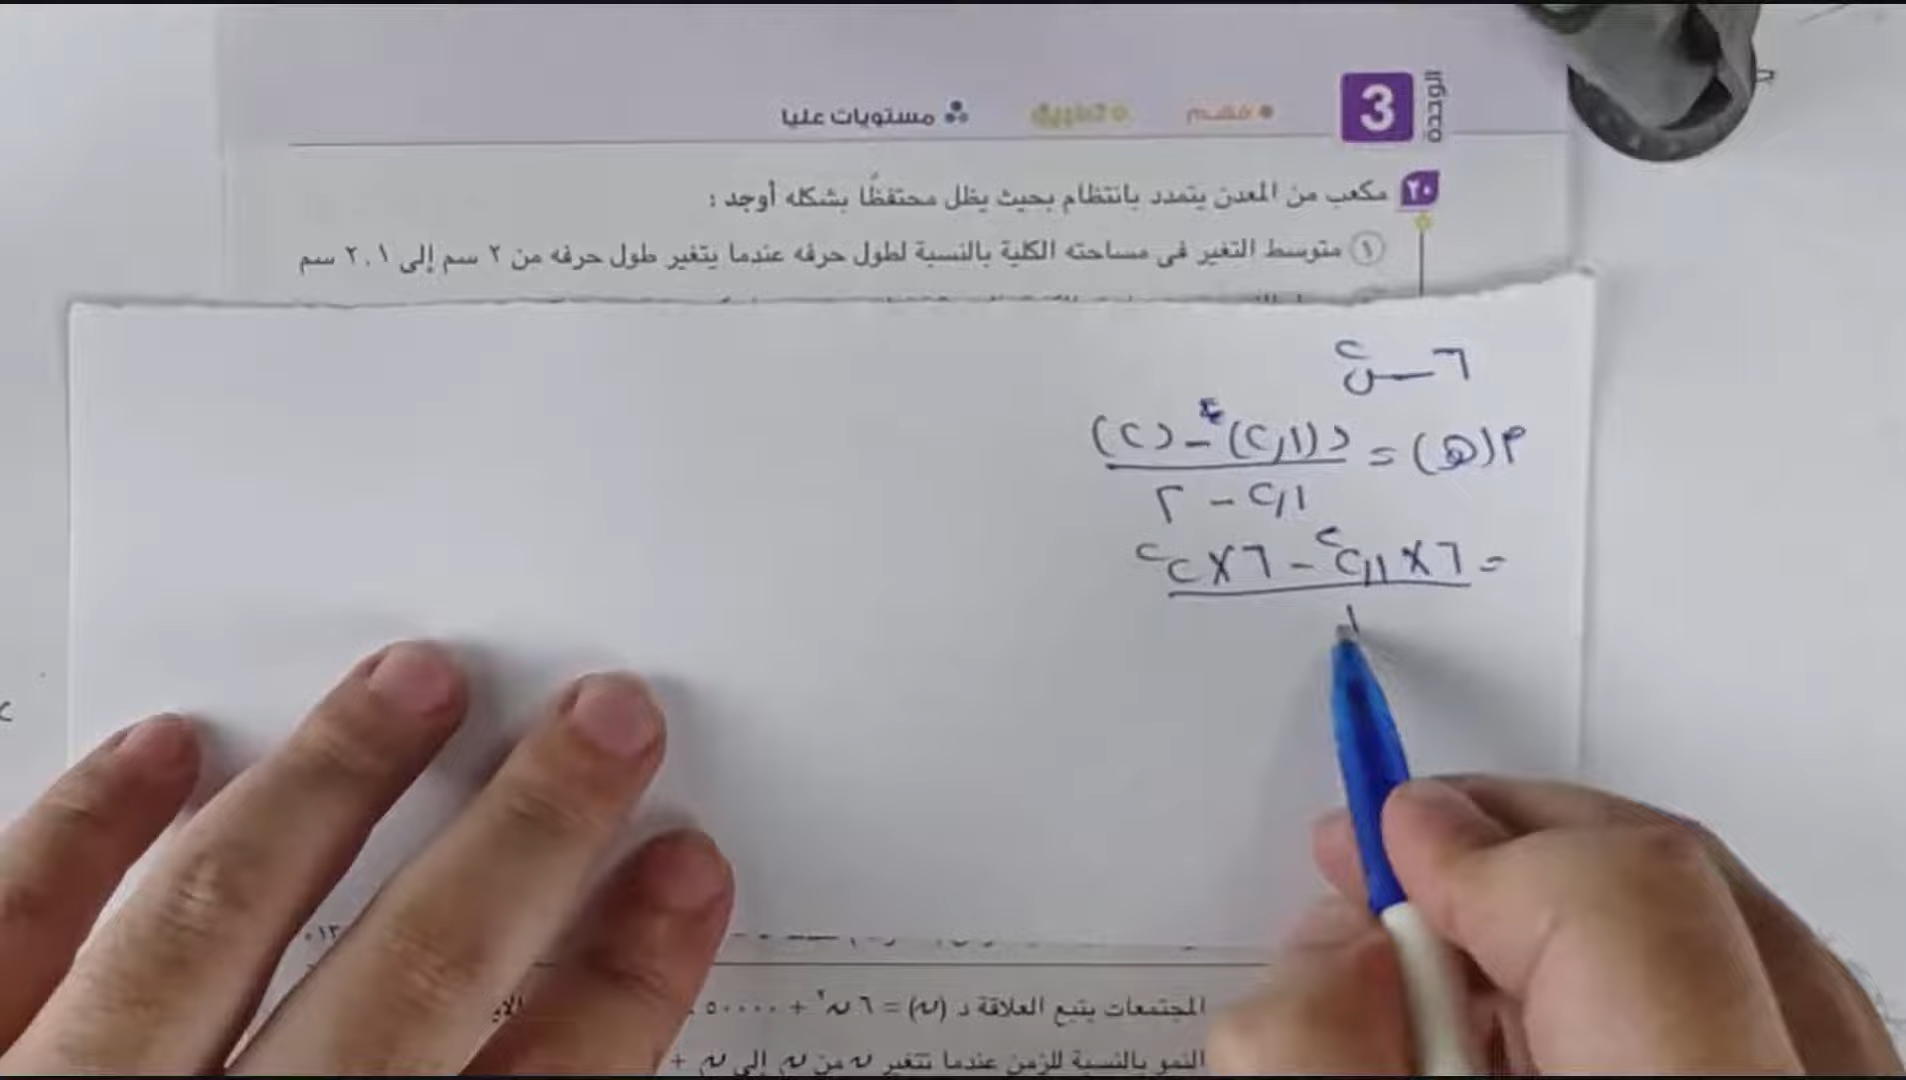 الوحدة 3
• فهم • تطبيق مستويات عليا
٢٠ مكعب من المعدن يتمدد بانتظام بحيث يظل محتفظًا بشكله أوجد :
١ متوسط التغير فى مساحته الكلية بالنسبة لطول حرفه عندما يتغير طول حرفه من ٢ سم إلى ٢,١ سم
٦ س٢
م(هـ) = د(٢,١) - د(٢)
٢,١ - ٢
= ٦×٢,١٢ - ٦×٢٢
المجتمعات يتبع العلاقة د (ن) = ٦ ن٢ + ٥٠٠٠٠
النمو بالنسبة للزمن عندما تتغير ن من ن إلى ن +